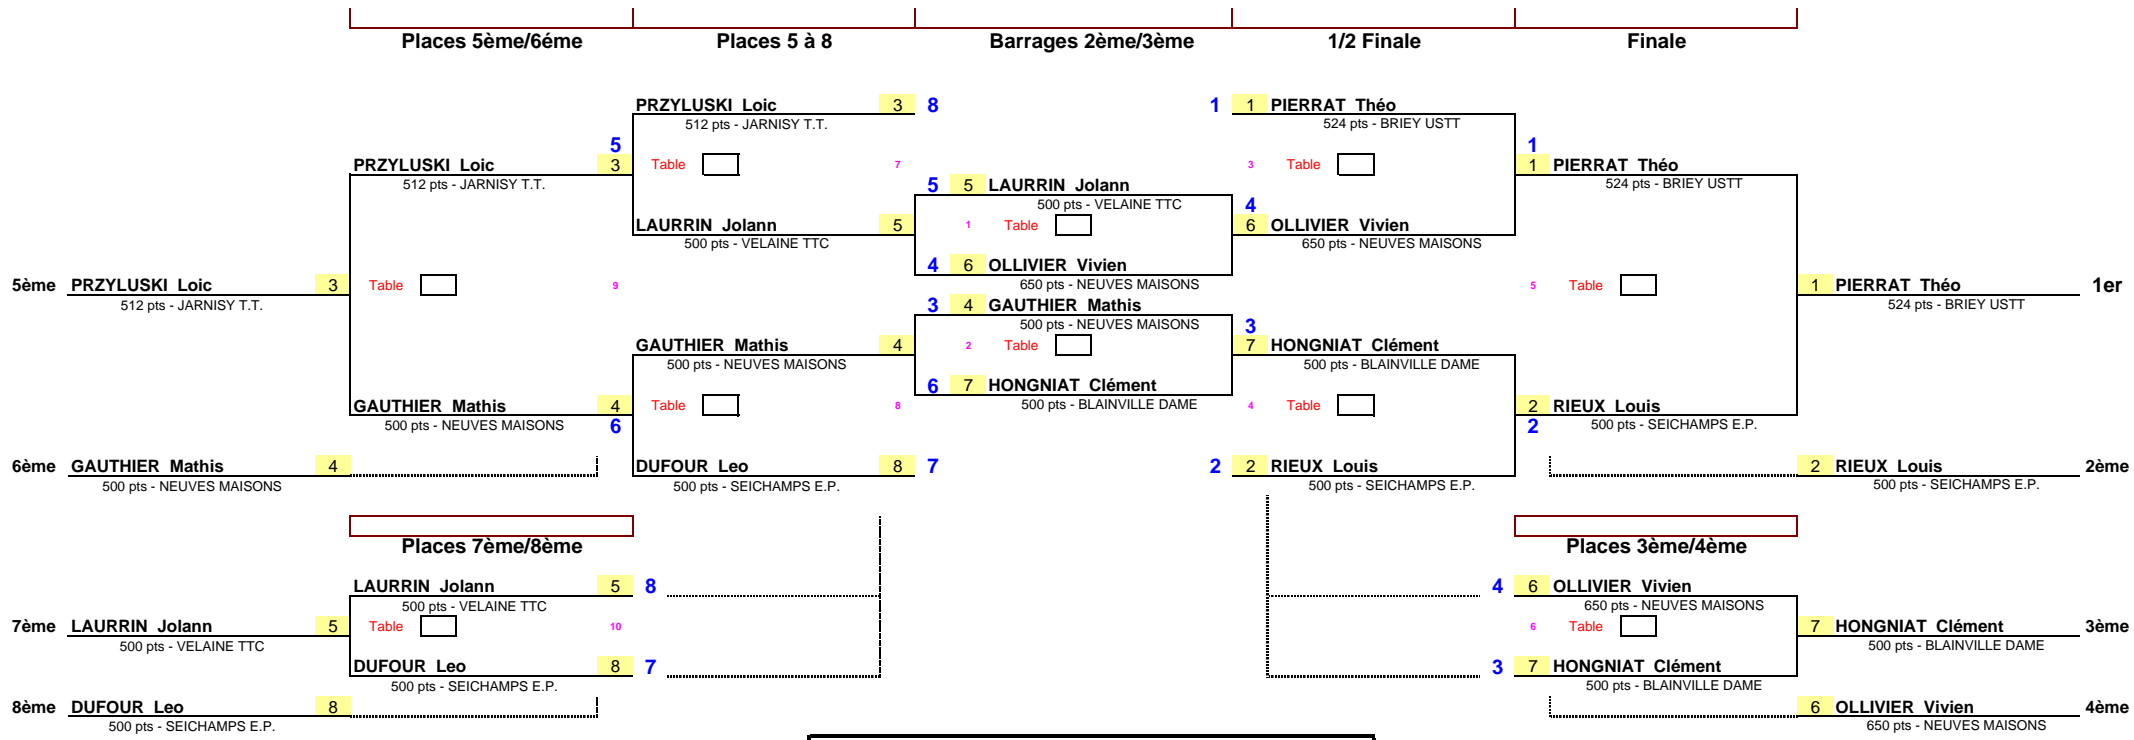 Places 5ème/6éme Places 5 à 8 Barrages 2ème/3ème 1/2 Finale Finale
PRZYLUSKI Loic 3 8 1 1 PIERRAT Théo
512 pts - JARNISY T.T. 524 pts - BRIEY USTT
5 1
PRZYLUSKI Loic 3 Table 7 3 Table 1 PIERRAT Théo
512 pts - JARNISY T.T. 5 5 LAURRIN Jolann 524 pts - BRIEY USTT
500 pts - VELAINE TTC 4
LAURRIN Jolann 5 1 Table 6 OLLIVIER Vivien
500 pts - VELAINE TTC 650 pts - NEUVES MAISONS
4 6 OLLIVIER Vivien
5ème PRZYLUSKI Loic 3 Table 9 650 pts - NEUVES MAISONS 5 Table 1 PIERRAT Théo 1er
512 pts - JARNISY T.T. 3 4 GAUTHIER Mathis 524 pts - BRIEY USTT
500 pts - NEUVES MAISONS 3
GAUTHIER Mathis 4 2 Table 7 HONGNIAT Clément
500 pts - NEUVES MAISONS 500 pts - BLAINVILLE DAME
6 7 HONGNIAT Clément
GAUTHIER Mathis 4 Table 8 500 pts - BLAINVILLE DAME 4 Table 2 RIEUX Louis
500 pts - NEUVES MAISONS 6 2 500 pts - SEICHAMPS E.P.
6ème GAUTHIER Mathis 4 DUFOUR Leo 8 7 2 2 RIEUX Louis 2 RIEUX Louis 2ème
500 pts - NEUVES MAISONS 500 pts - SEICHAMPS E.P. 500 pts - SEICHAMPS E.P. 500 pts - SEICHAMPS E.P.
Places 7ème/8ème Places 3ème/4ème
LAURRIN Jolann 5 8 4 6 OLLIVIER Vivien
500 pts - VELAINE TTC 650 pts - NEUVES MAISONS
7ème LAURRIN Jolann 5 Table 10 6 Table 7 HONGNIAT Clément 3ème
500 pts - VELAINE TTC 500 pts - BLAINVILLE DAME
DUFOUR Leo 8 7 3 7 HONGNIAT Clément
500 pts - SEICHAMPS E.P. 500 pts - BLAINVILLE DAME
8ème DUFOUR Leo 8 6 OLLIVIER Vivien 4ème
500 pts - SEICHAMPS E.P. 650 pts - NEUVES MAISONS